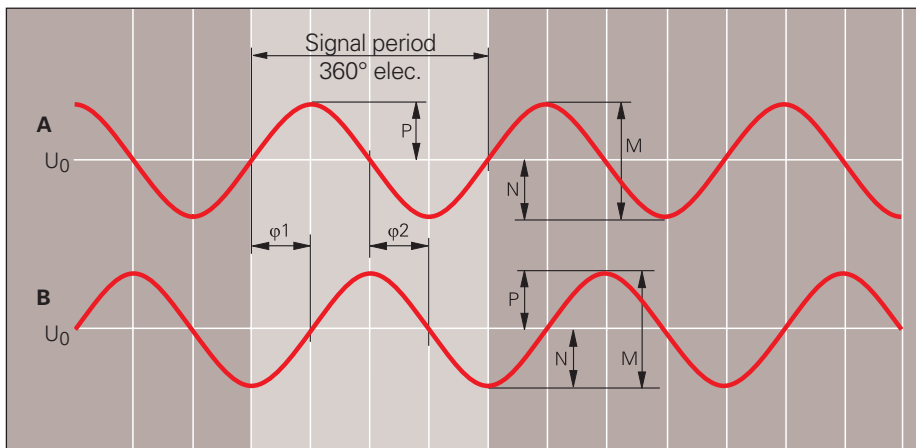 Signal period
360° elec.
A
P
M
U₀
N
φ1
φ2
B
P
U₀
N
M